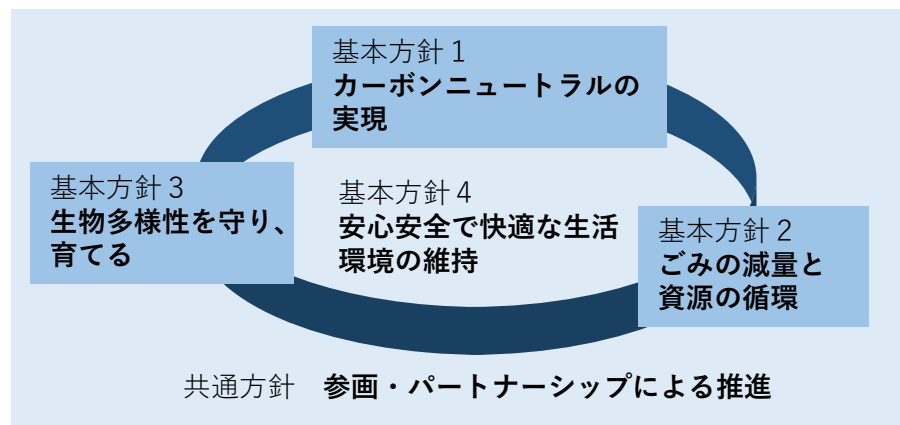 基本方針１
カーボンニュートラルの
実現
基本方針３
生物多様性を守り、
育てる
基本方針４
安心安全で快適な生活
環境の維持
基本方針２
ごみの減量と
資源の循環
共通方針　参画・パートナーシップによる推進